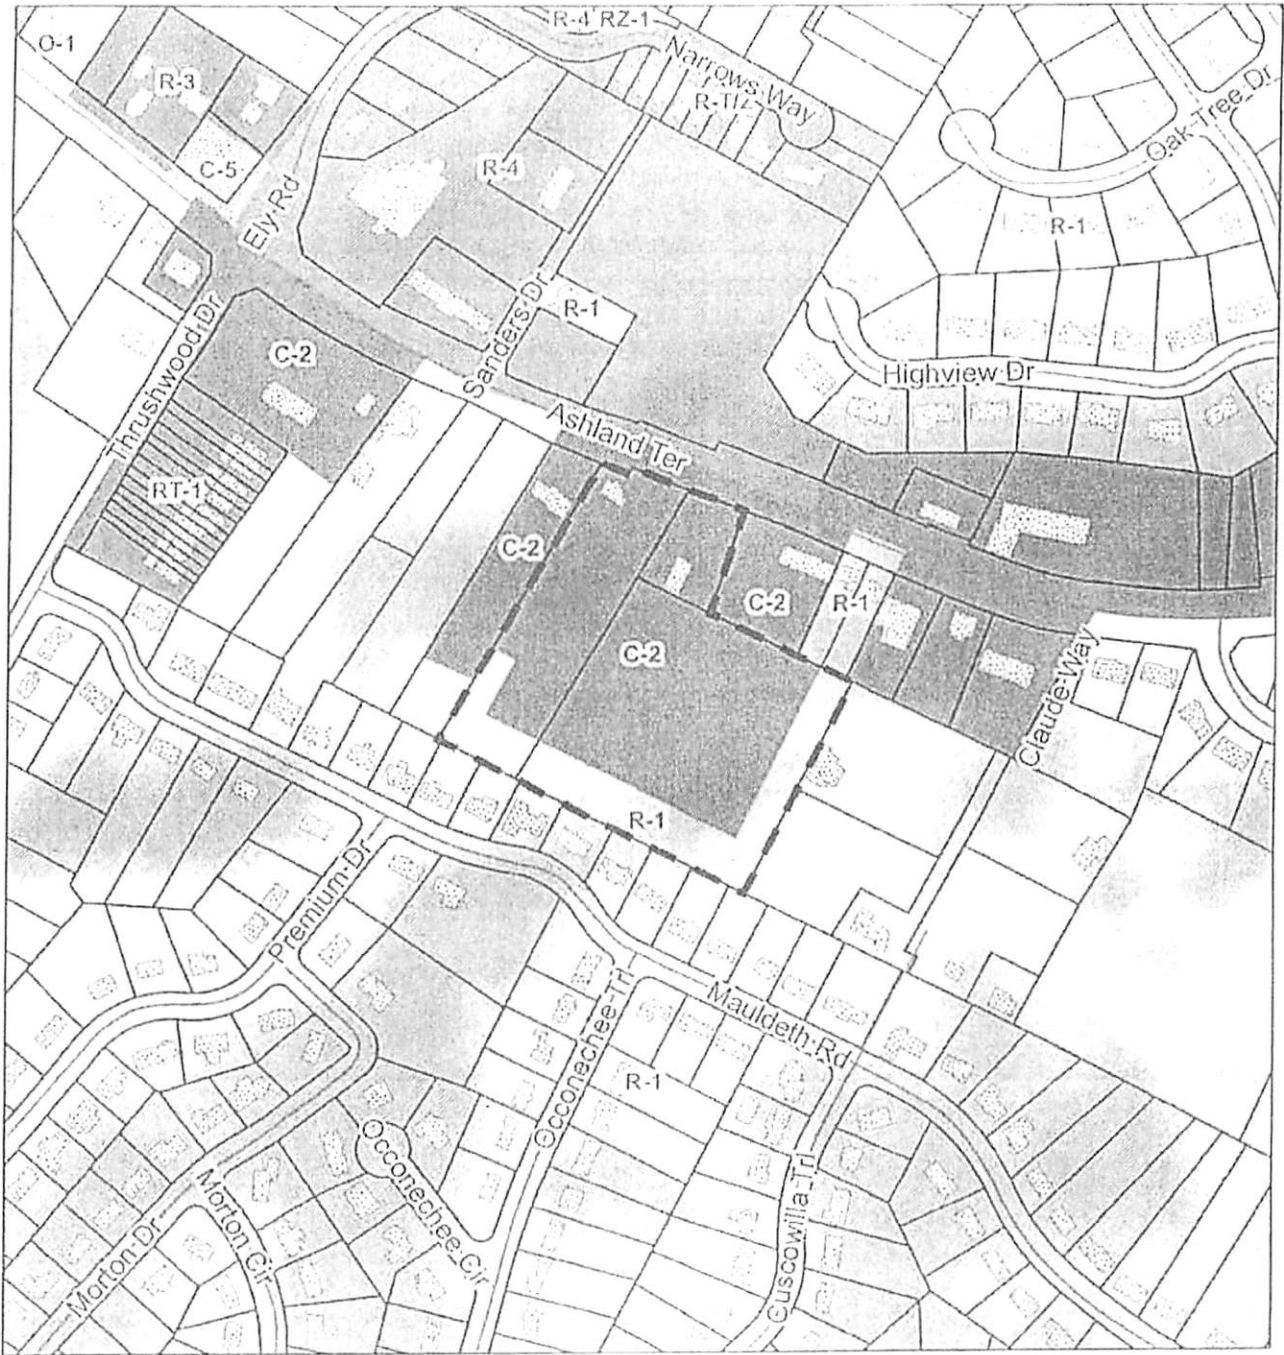 R-4 RZ-1
O-1
Narrows Way
R-3
R-T/Z
Oak Tree Dr
C-5
R-4
Ely Rd
R-1
Thrushwood Dr
Sanders Dr
R-1
C-2
Highview Dr
Ashland Ter
RT-1
C-2
C-2
R-1
C-2
Claude Way
R-1
Premium Dr
Mauldeth Rd
Occonechee Trl
R-1
Occonechee Cir
Morton Cir
Morton Dr
Cuscowilla Trl